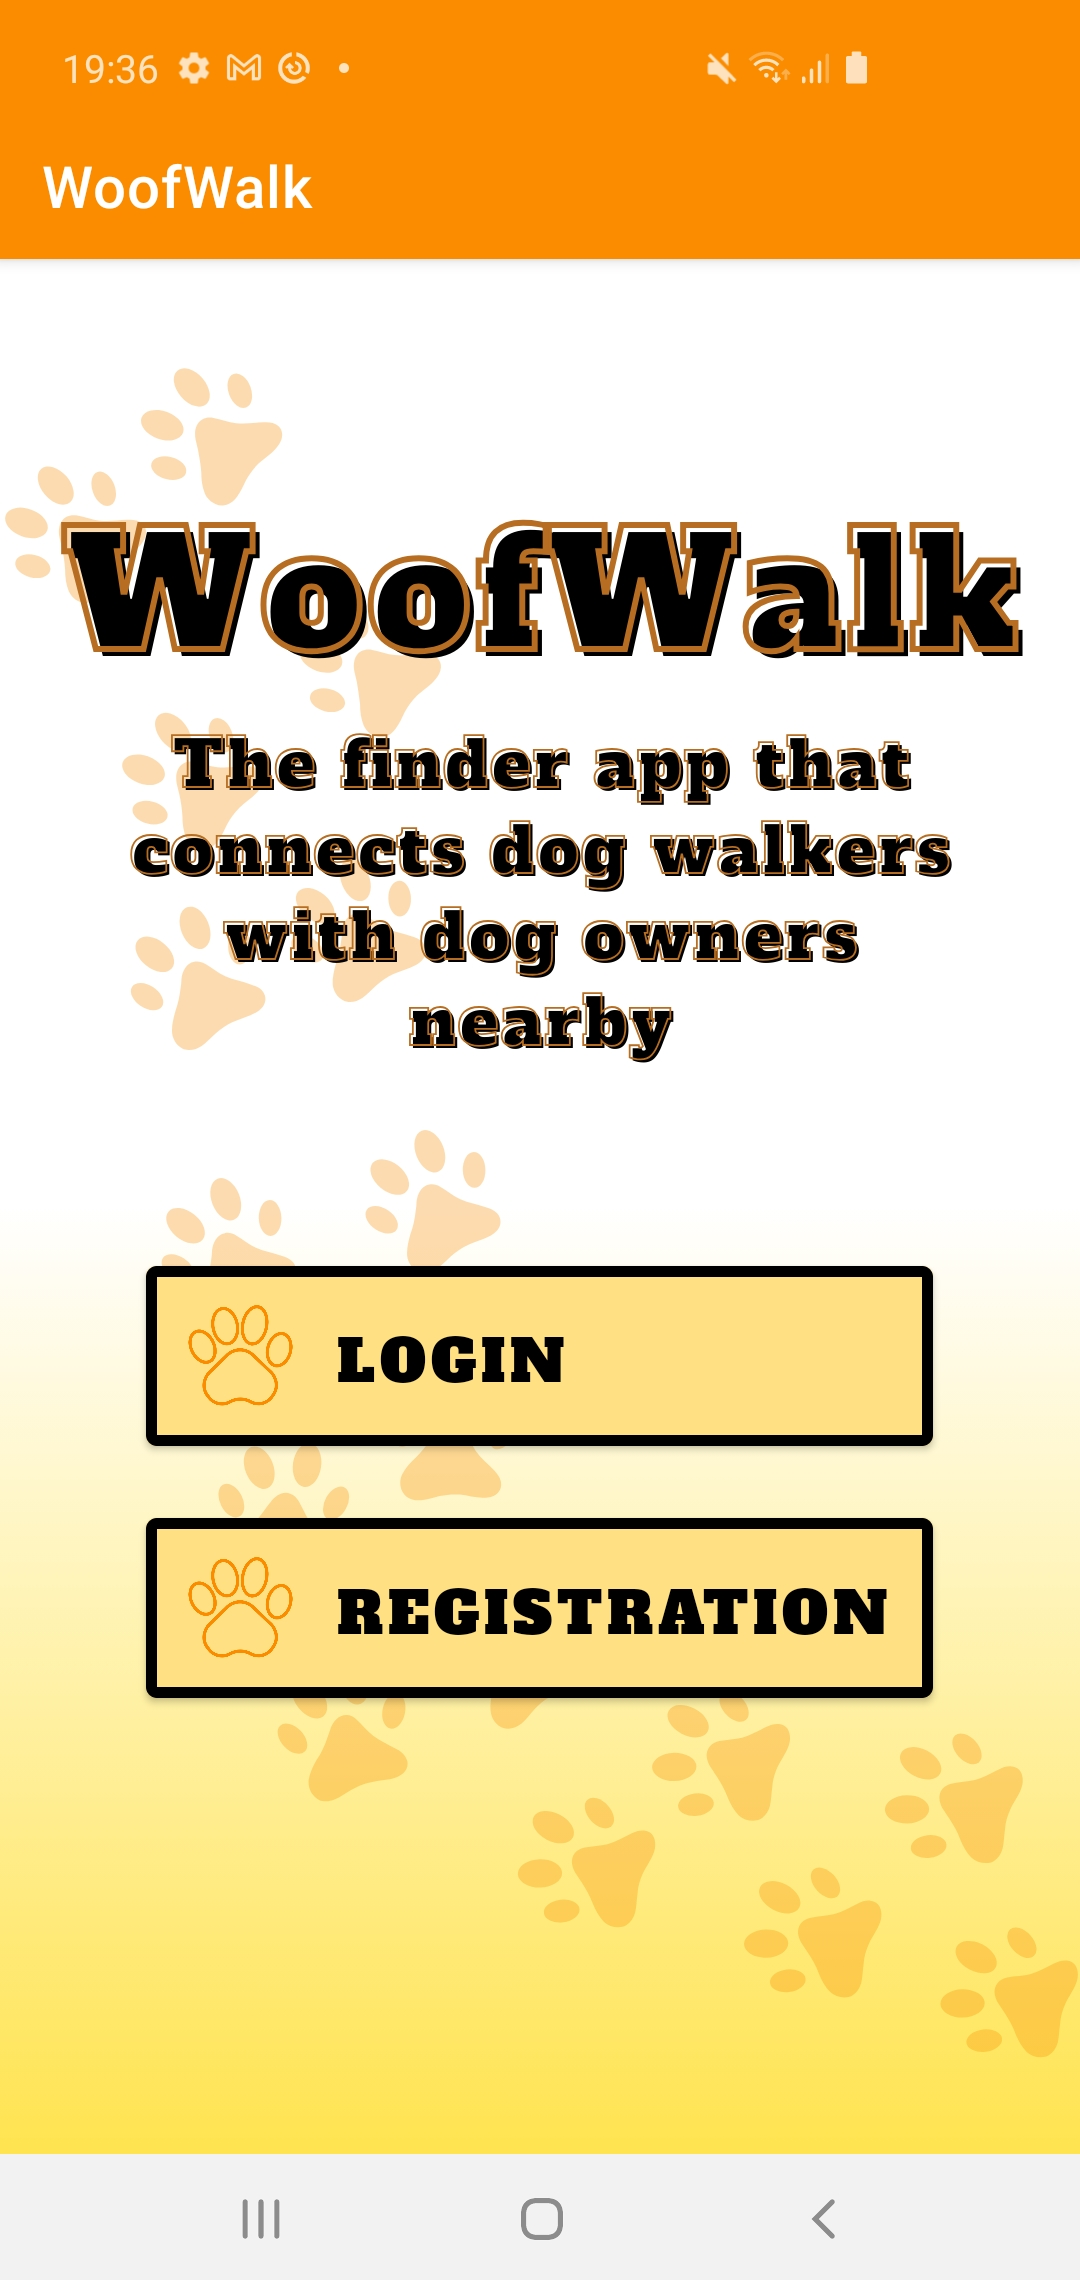 19:36
WoofWalk
WoofWalk
The finder app that
connects dog walkers
with dog owners
nearby
LOGIN
REGISTRATION